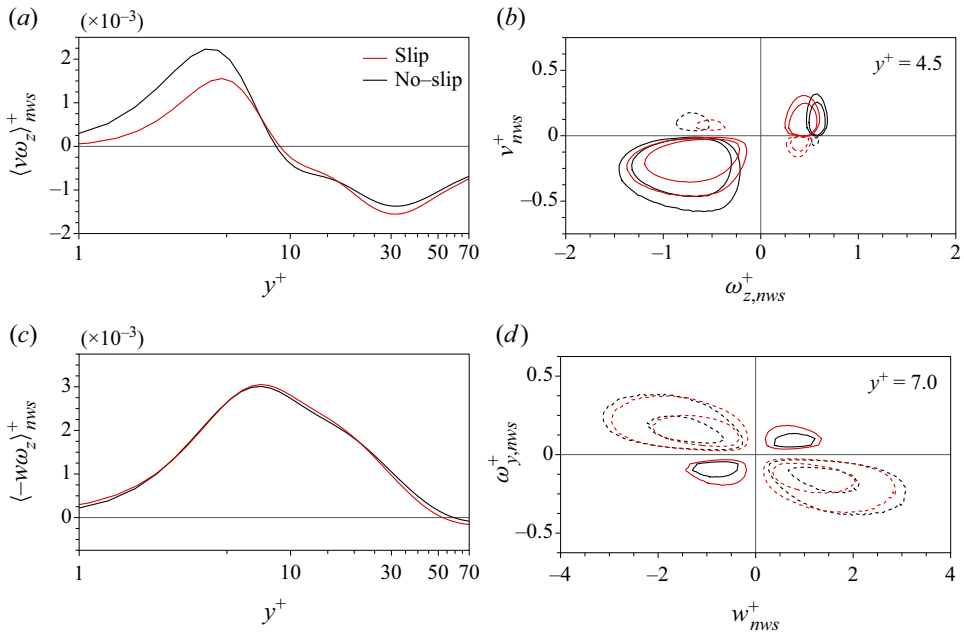 (a)
(×10⁻³)
2
1
0
−1
−2
⟨vω_z⟩⁺_nws
Slip
No–slip
1
10
30
50
70
y⁺
(b)
0.5
0
−0.5
v⁺_nws
y⁺ = 4.5
−2
−1
0
1
2
ω⁺_z,nws
(c)
(×10⁻³)
3
2
1
0
⟨−wω_z⟩⁺_nws
1
10
30
50
70
y⁺
(d)
0.5
0
−0.5
ω⁺_y,nws
y⁺ = 7.0
−4
−2
0
2
4
w⁺_nws